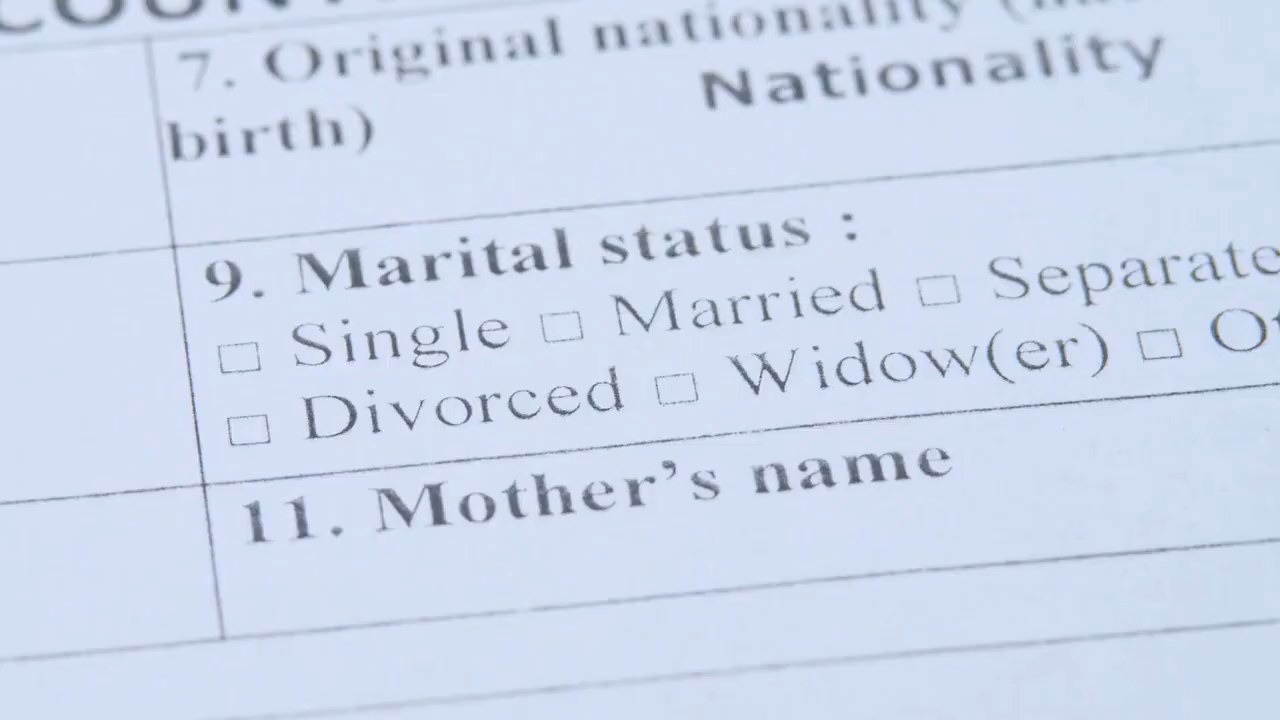 7. Original nationality
Nationality
birth)
9. Marital status :
□ Single □ Married □ Separate
□ Divorced □ Widow(er) □
11. Mother’s name